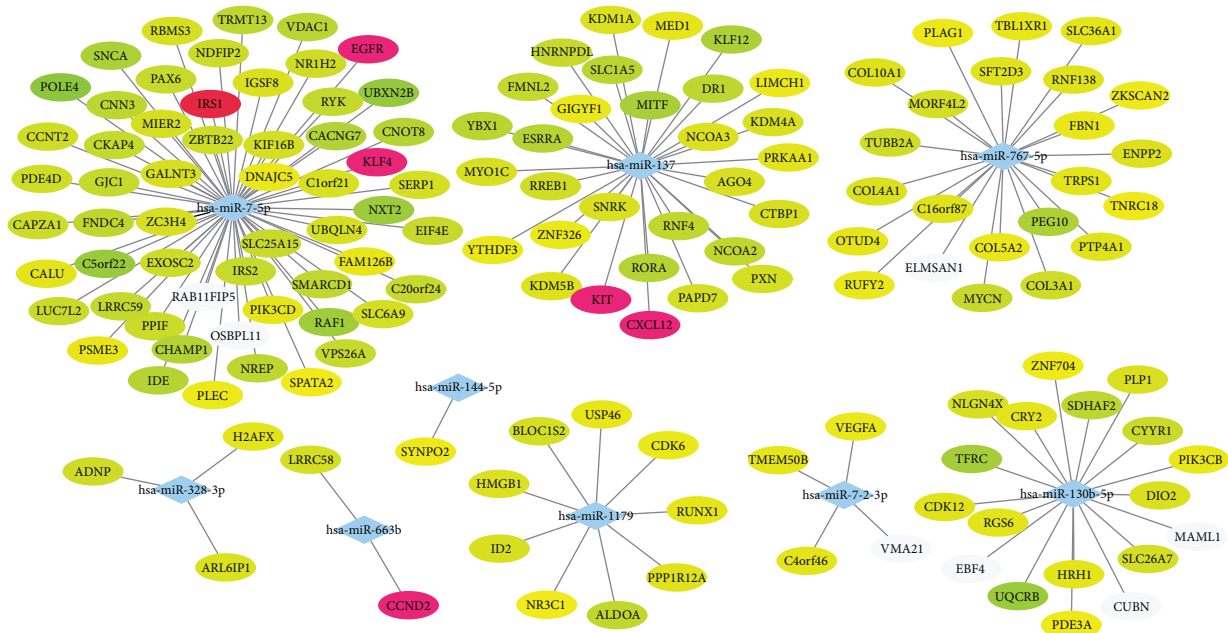 TRMT13
RBMS3
VDAC1
NDFIP2
EGFR
SNCA
NR1H2
PAX6
IGSF8
POLE4
UBXN2B
CNN3
IRS1
RYK
MIER2
CCNT2
ZBTB22
CACNG7
CNOT8
CKAP4
KIF16B
KLF4
PDE4D
GJC1
GALNT3
DNAJC5
C1orf21
SERP1
hsa-miR-7-5p
NXT2
CAPZA1
FNDC4
ZC3H4
UBQLN4
EIF4E
SLC25A15
C5orf22
EXOSC2
IRS2
FAM126B
CALU
RAB11FIP5
SMARCD1
C20orf24
LUC7L2
LRRC59
PIK3CD
SLC6A9
PPIF
OSBPL11
RAF1
PSME3
CHAMP1
VPS26A
IDE
NREP
SPATA2
PLEC
KDM1A
MED1
HNRNPDL
KLF12
SLC1A5
FMNL2
LIMCH1
GIGYF1
MITF
DR1
YBX1
ESRRA
NCOA3
KDM4A
hsa-miR-137
PRKAA1
MYO1C
RREB1
AGO4
SNRK
CTBP1
ZNF326
RNF4
YTHDF3
NCOA2
KDM5B
RORA
PXN
KIT
PAPD7
CXCL12
TBL1XR1
PLAG1
SLC36A1
COL10A1
SFT2D3
RNF138
MORF4L2
ZKSCAN2
FBN1
TUBB2A
hsa-miR-767-5p
ENPP2
COL4A1
TRPS1
C16orf87
TNRC18
PEG10
OTUD4
COL5A2
PTP4A1
ELMSAN1
RUFY2
COL3A1
MYCN
hsa-miR-144-5p
SYNPO2
H2AFX
ADNP
hsa-miR-328-3p
ARL6IP1
LRRC58
hsa-miR-663b
CCND2
USP46
BLOC1S2
CDK6
HMGB1
RUNX1
hsa-miR-1179
ID2
PPP1R12A
NR3C1
ALDOA
VEGFA
TMEM50B
hsa-miR-7-2-3p
VMA21
C4orf46
ZNF704
PLP1
NLGN4X
SDHAF2
CRY2
CYYR1
TFRC
PIK3CB
hsa-miR-130b-5p
DIO2
CDK12
RGS6
MAML1
SLC26A7
EBF4
HRH1
UQCRB
CUBN
PDE3A